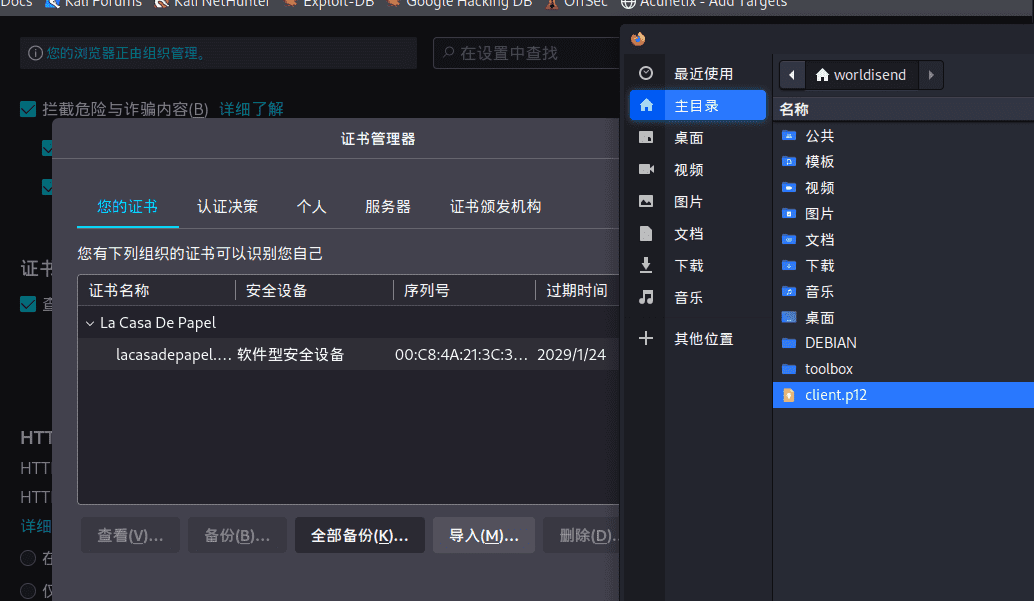 Docs Kali Forums Kali NetHunter Exploit-DB Google Hacking DB OffSec Acunetix - Add Targets
您的浏览器正由组织管理。
在设置中查找
拦截危险与诈骗内容(B) 详细了解
证书管理器
您的证书 认证决策 个人 服务器 证书颁发机构
您有下列组织的证书可以识别您自己
证书名称 安全设备 序列号 过期时间
La Casa De Papel
lacasadepapel.… 软件型安全设备 00:C8:4A:21:3C:3… 2029/1/24
查看(V)… 备份(B)… 全部备份(K)… 导入(M)… 删除(D)…
证书
查
HTT
HTT
HTT
详细
在
仅
最近使用
主目录
桌面
视频
图片
文档
下载
音乐
其他位置
worldisend
名称
公共
模板
视频
图片
文档
下载
音乐
桌面
DEBIAN
toolbox
client.p12